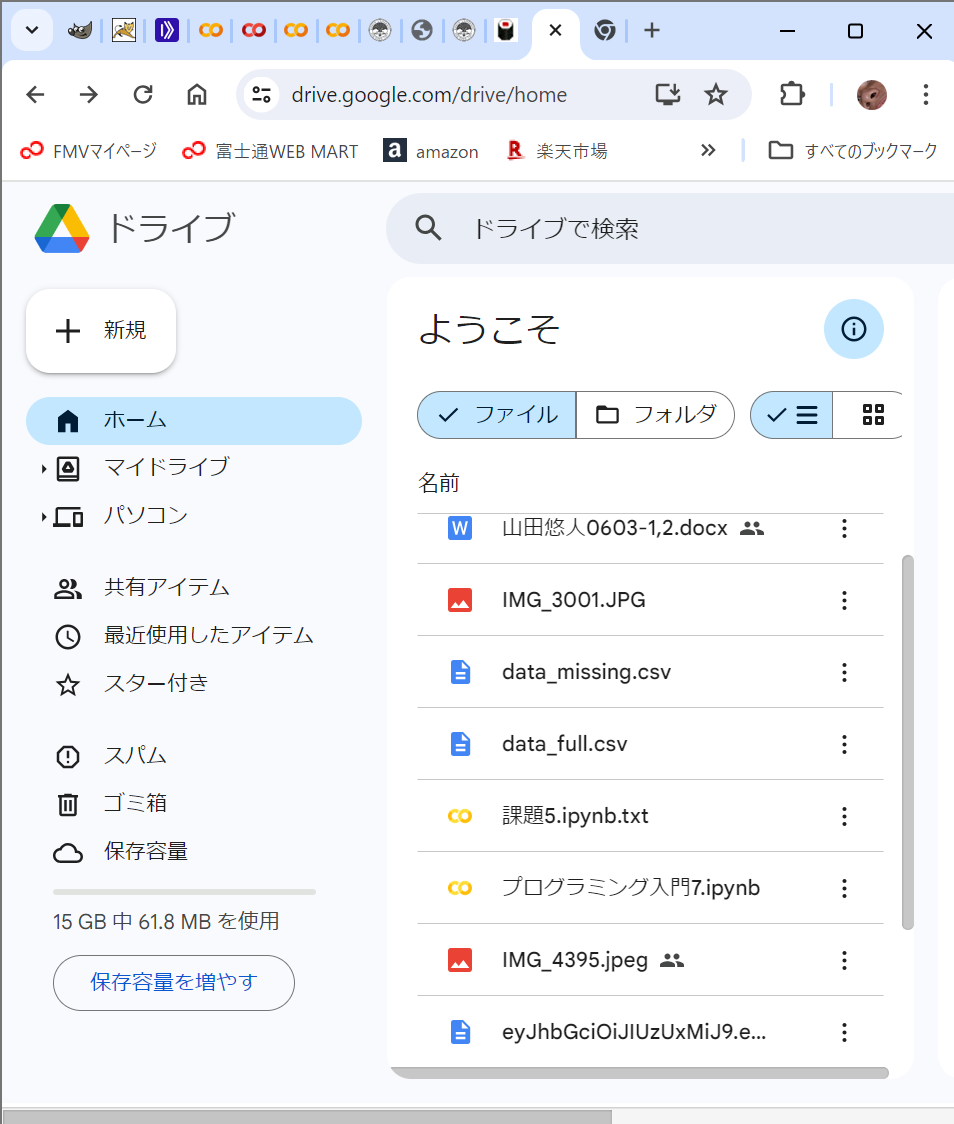 drive.google.com/drive/home
FMVマイページ 富士通WEB MART amazon 楽天市場 すべてのブックマーク
ドライブ
ドライブで検索
新規
ホーム
マイドライブ
パソコン
共有アイテム
最近使用したアイテム
スター付き
スパム
ゴミ箱
保存容量
15 GB 中 61.8 MB を使用
保存容量を増やす
ようこそ
ファイル フォルダ
名前
山田悠人0603-1,2.docx
IMG_3001.JPG
data_missing.csv
data_full.csv
課題5.ipynb.txt
プログラミング入門7.ipynb
IMG_4395.jpeg
eyJhbGciOiJIUzUxMiJ9.e...